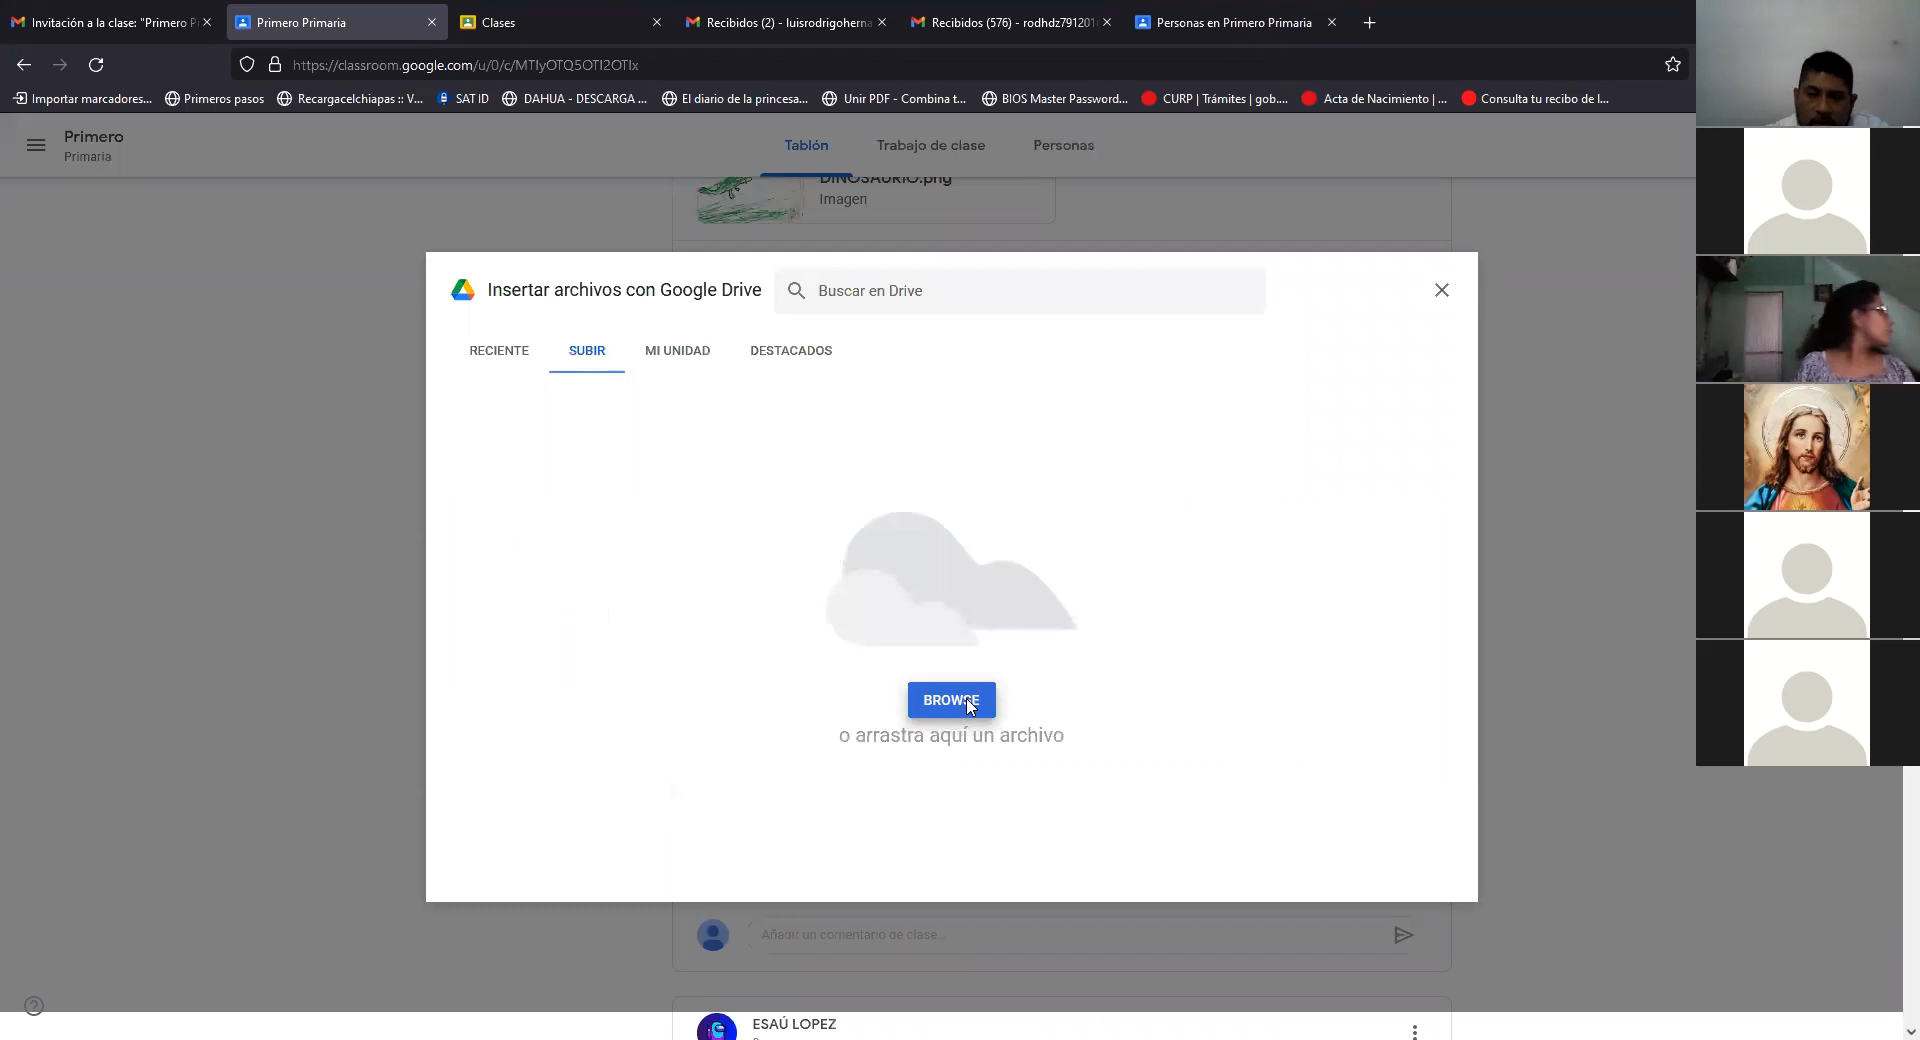 Invitación a la clase: "Primero P
Primero Primaria
Clases
Recibidos (2) - luisrodrigoherna
Recibidos (576) - rodhdz791201
Personas en Primero Primaria
https://classroom.google.com/u/0/c/MTIyOTQ5OTI2OTIx
Importar marcadores...
Primeros pasos
Recargacelchiapas :: V...
SAT ID
DAHUA - DESCARGA ...
El diario de la princesa...
Unir PDF - Combina t...
BIOS Master Password...
CURP | Trámites | gob....
Acta de Nacimiento | ...
Consulta tu recibo de l...
Primero
Primaria
Tablón
Trabajo de clase
Personas
DINOSAURIO.png
Imagen
Insertar archivos con Google Drive
Buscar en Drive
RECIENTE
SUBIR
MI UNIDAD
DESTACADOS
BROWSE
o arrastra aquí un archivo
Añadir un comentario de clase...
ESAÚ LOPEZ